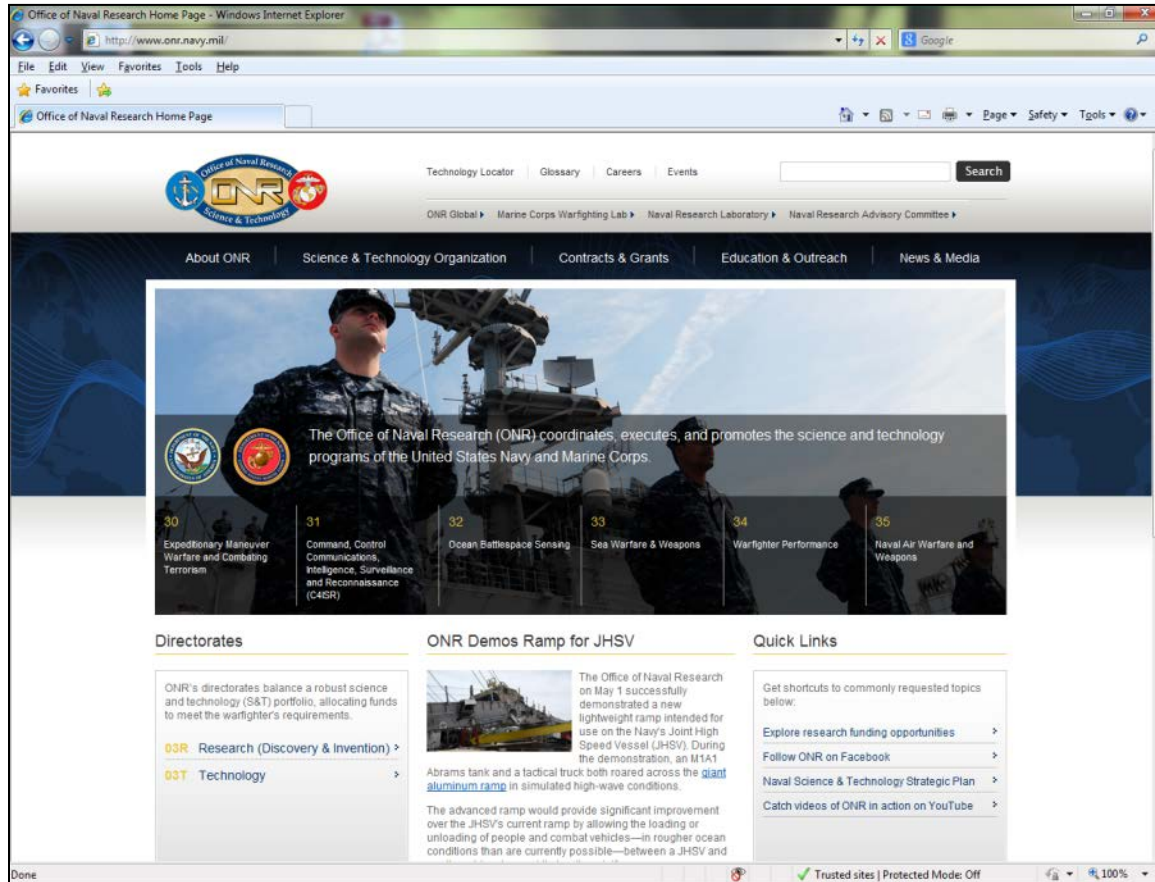 Office of Naval Research Home Page - Windows Internet Explorer
http://www.onr.navy.mil/
Google
File Edit View Favorites Tools Help
Favorites
Office of Naval Research Home Page
Page Safety Tools
Office of Naval Research
ONR
Science & Technology
Technology Locator Glossary Careers Events
Search
ONR Global Marine Corps Warfighting Lab Naval Research Laboratory Naval Research Advisory Committee
About ONR Science & Technology Organization Contracts & Grants Education & Outreach News & Media
The Office of Naval Research (ONR) coordinates, executes, and promotes the science and technology
programs of the United States Navy and Marine Corps.
30
Expeditionary Maneuver
Warfare and Combating
Terrorism
31
Command, Control
Communications,
Intelligence, Surveillance
and Reconnaissance
(C4ISR)
32
Ocean Battlespace Sensing
33
Sea Warfare & Weapons
34
Warfighter Performance
35
Naval Air Warfare and
Weapons
Directorates
ONR's directorates balance a robust science
and technology (S&T) portfolio, allocating funds
to meet the warfighter's requirements.
03R Research (Discovery & Invention)
03T Technology
ONR Demos Ramp for JHSV
The Office of Naval Research
on May 1 successfully
demonstrated a new
lightweight ramp intended for
use on the Navy's Joint High
Speed Vessel (JHSV). During
the demonstration, an M1A1
Abrams tank and a tactical truck both roared across the giant
aluminum ramp in simulated high-wave conditions.
The advanced ramp would provide significant improvement
over the JHSV's current ramp by allowing the loading or
unloading of people and combat vehicles—in rougher ocean
conditions than are currently possible—between a JHSV and
Quick Links
Get shortcuts to commonly requested topics
below:
Explore research funding opportunities
Follow ONR on Facebook
Naval Science & Technology Strategic Plan
Catch videos of ONR in action on YouTube
Done
Trusted sites | Protected Mode: Off
100%